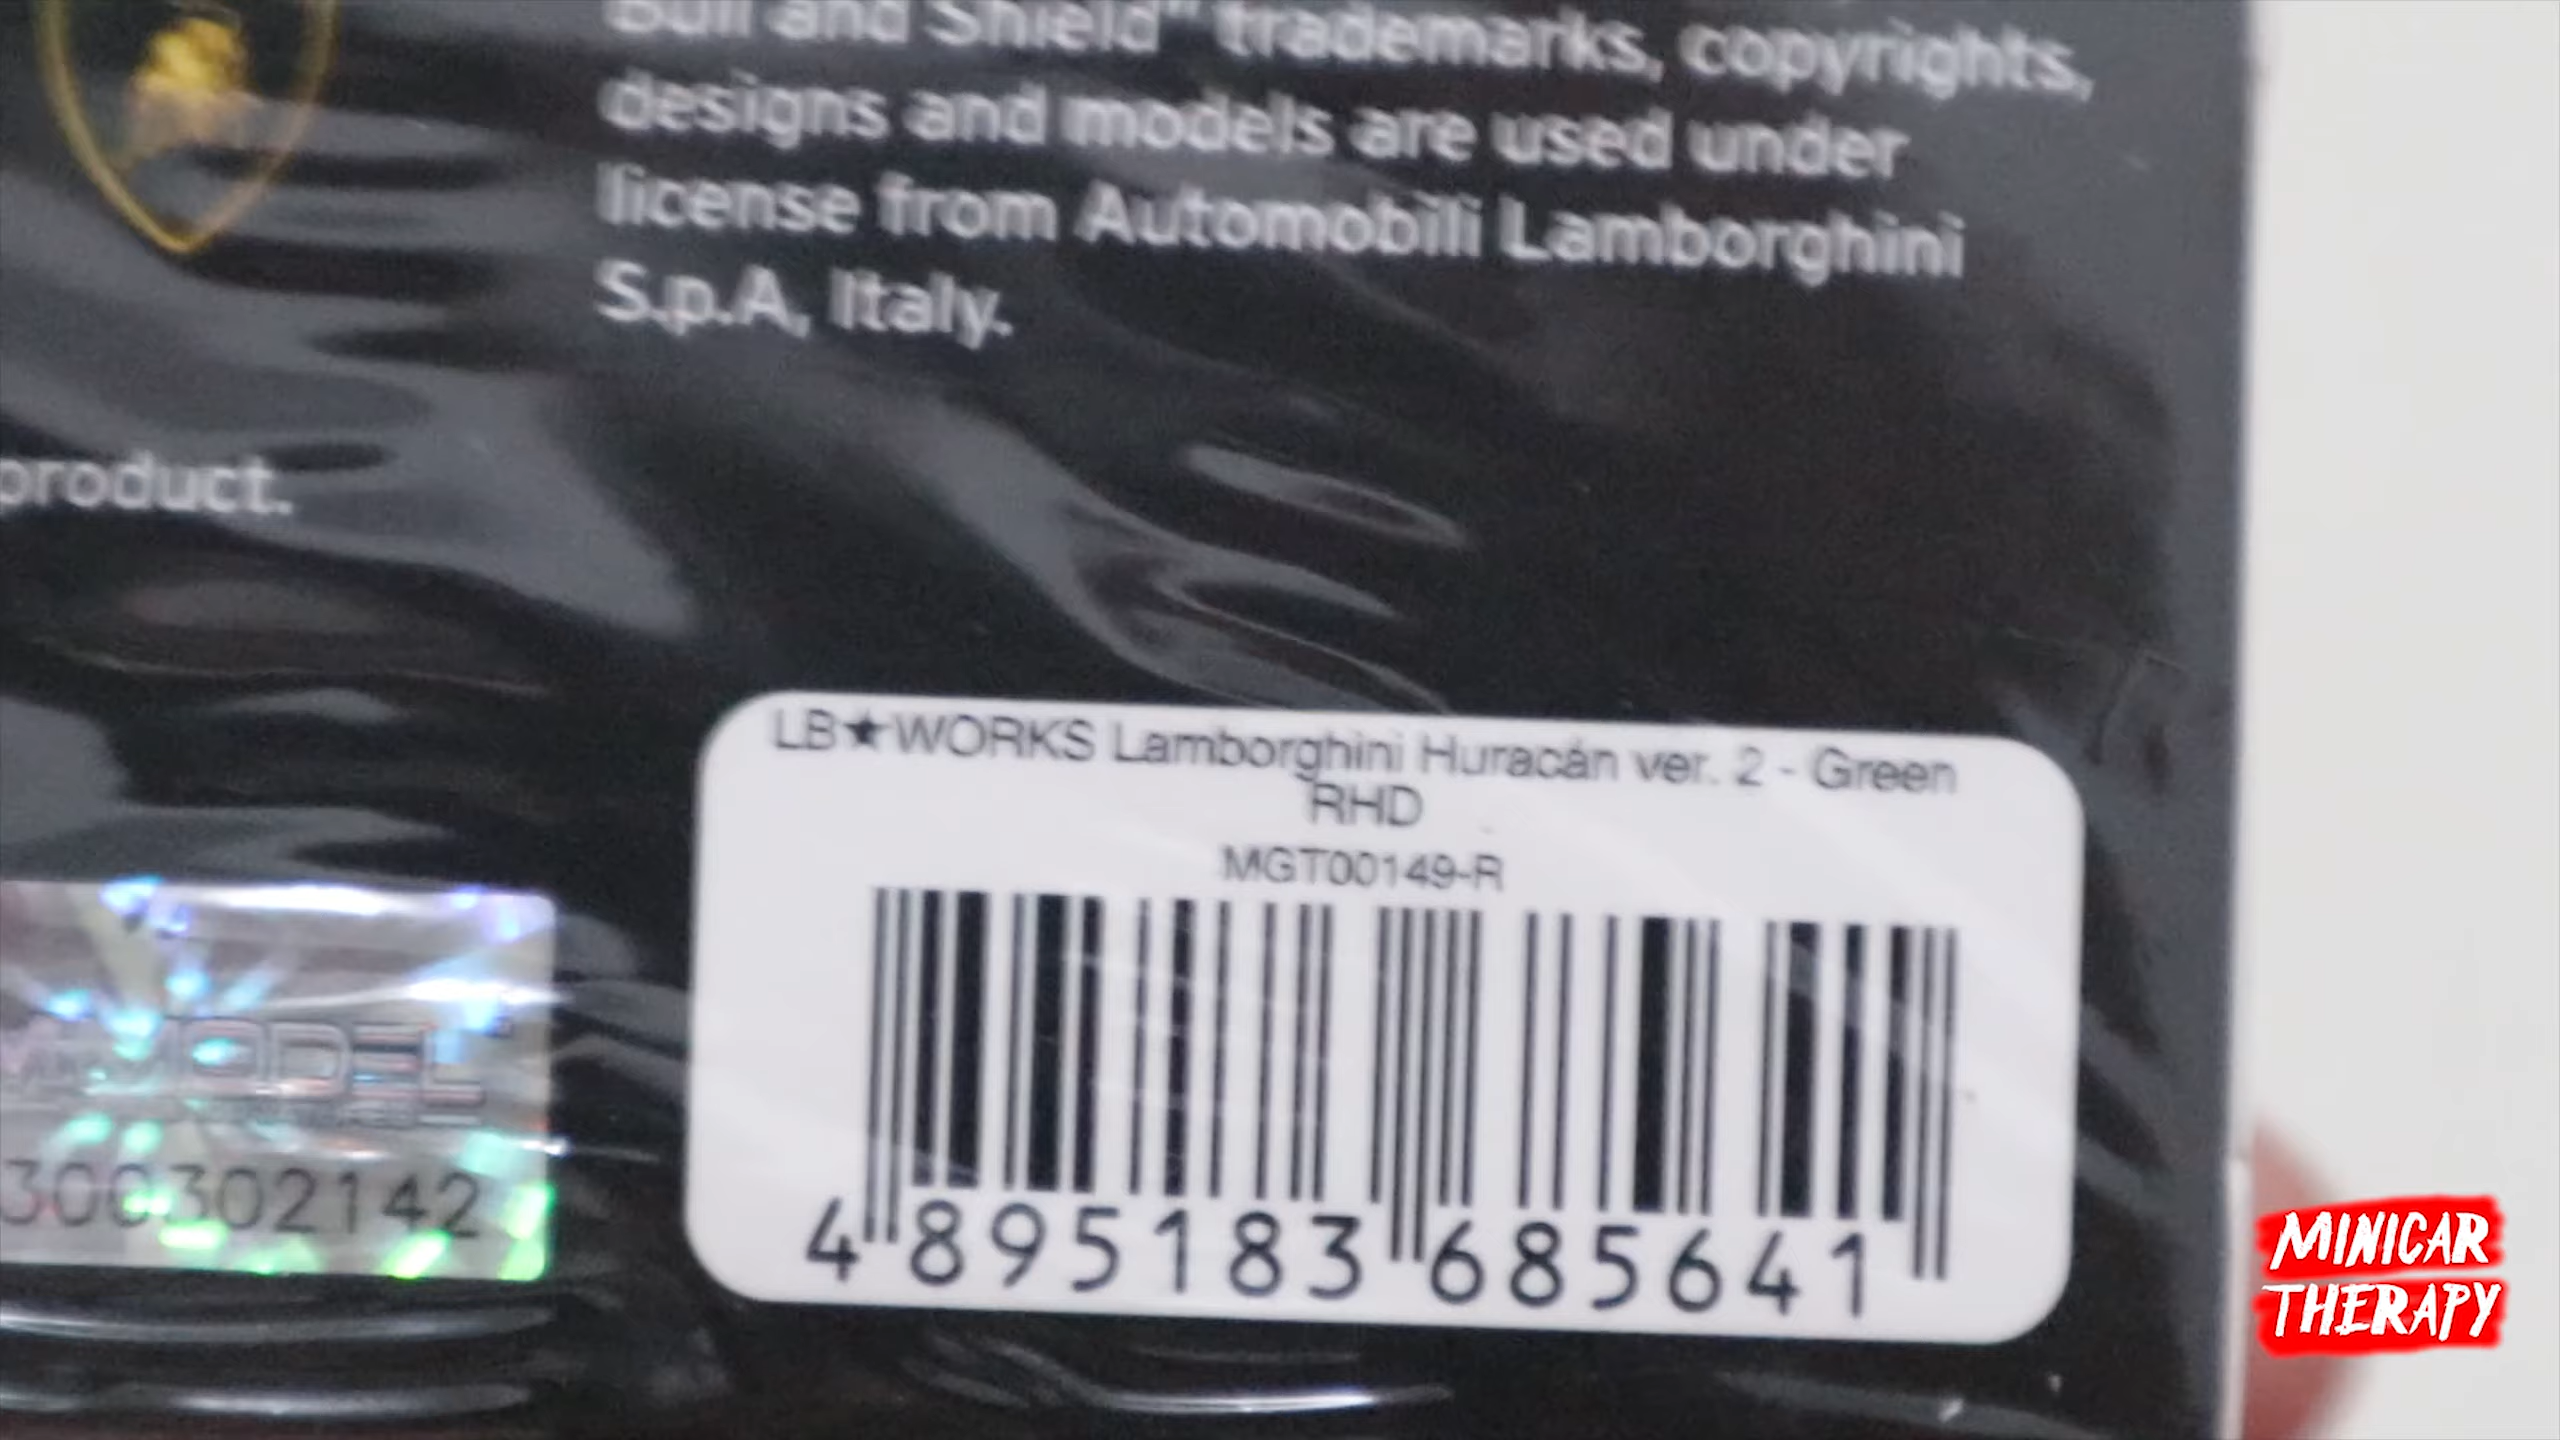 Bull and Shield" trademarks, copyrights,
designs and models are used under
license from Automobili Lamborghini
S.p.A, Italy.
product.
LB★WORKS Lamborghini Huracán ver. 2 - Green
RHD
MGT00149-R
4 895183 685641
MODEL
300302142
MINICAR
THERAPY